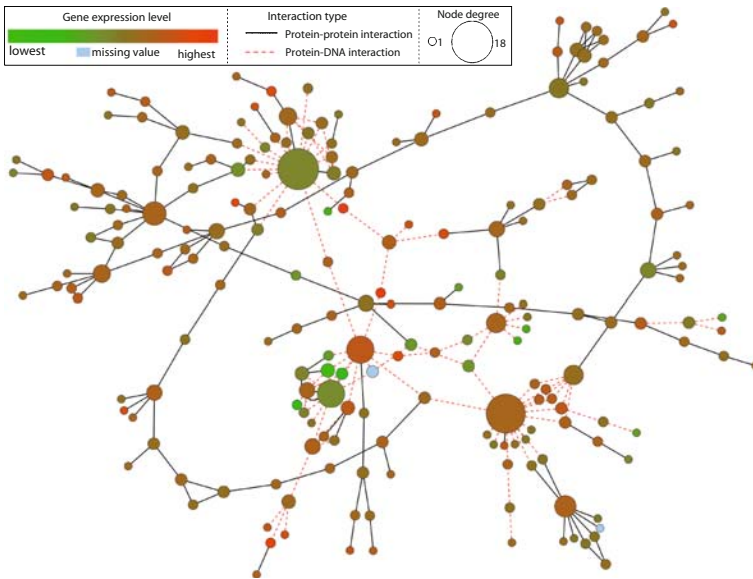 Gene expression level
lowest
missing value
highest
Interaction type
Protein-protein interaction
Protein-DNA interaction
Node degree
1
18